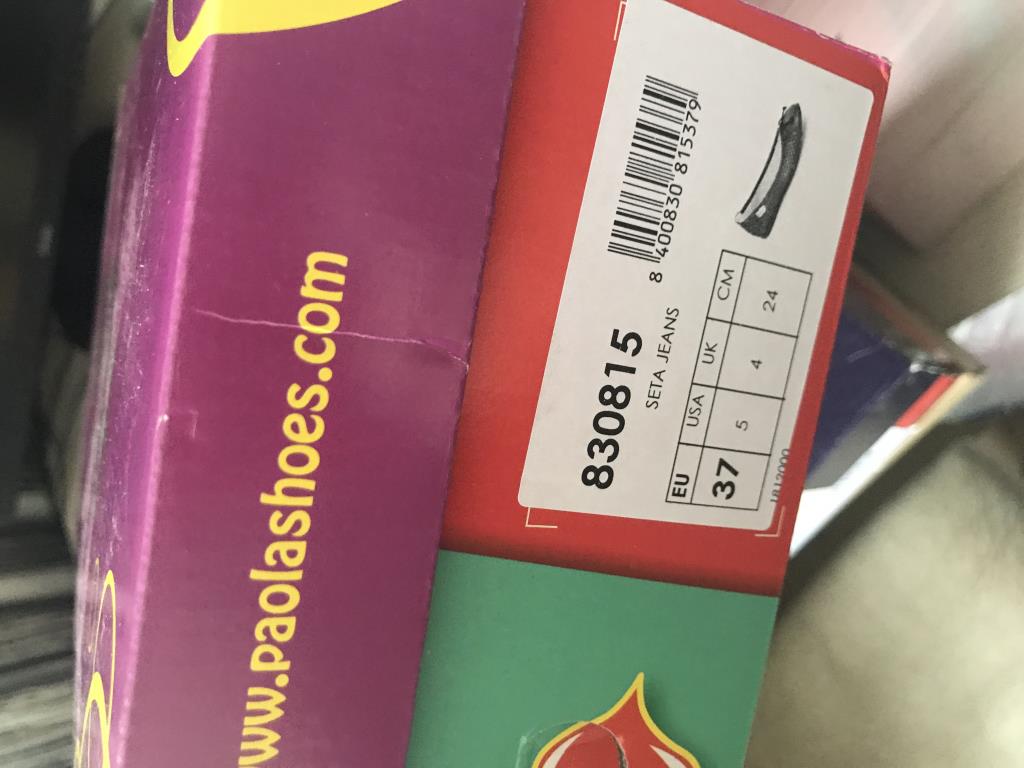 www.paolashoes.com
830815
SETA JEANS
8 400830 815379
EU USA UK CM
37 5 4 24